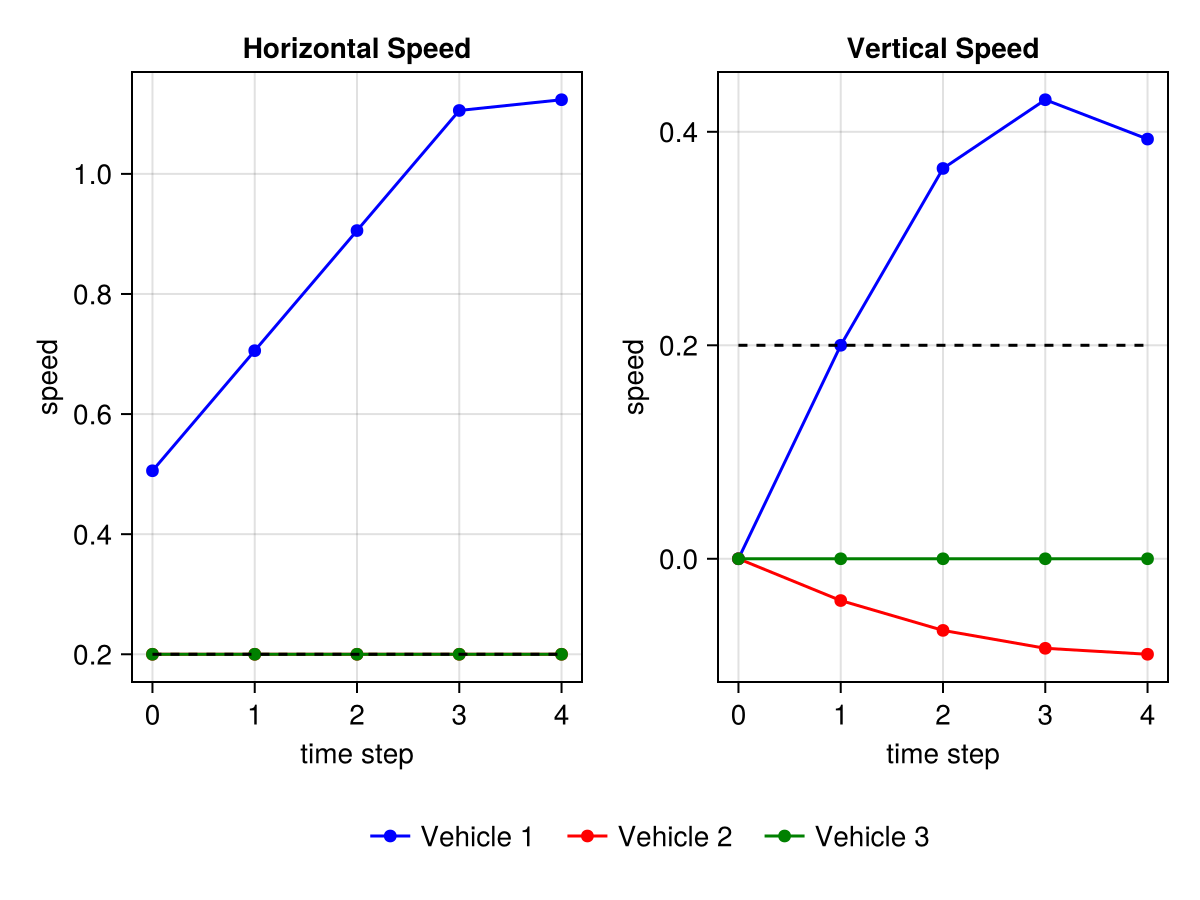 Horizontal Speed
speed
1.0
0.8
0.6
0.4
0.2
0 1 2 3 4
time step
Vertical Speed
speed
0.4
0.2
0.0
0 1 2 3 4
time step
Vehicle 1 Vehicle 2 Vehicle 3